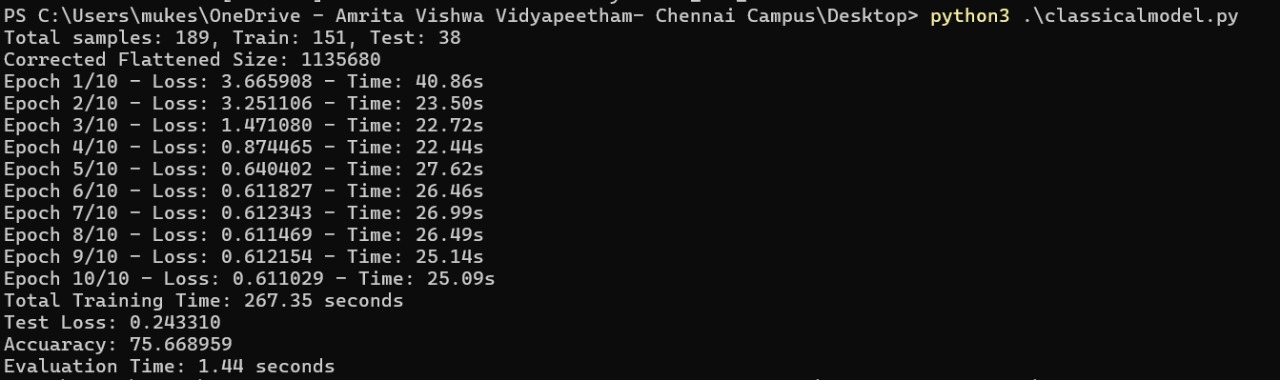 PS C:\Users\mukes\OneDrive - Amrita Vishwa Vidyapeetham- Chennai Campus\Desktop> python3 .\classicalmodel.py
Total samples: 189, Train: 151, Test: 38
Corrected Flattened Size: 1135680
Epoch 1/10 - Loss: 3.665908 - Time: 40.86s
Epoch 2/10 - Loss: 3.251106 - Time: 23.50s
Epoch 3/10 - Loss: 1.471080 - Time: 22.72s
Epoch 4/10 - Loss: 0.874465 - Time: 22.44s
Epoch 5/10 - Loss: 0.640402 - Time: 27.62s
Epoch 6/10 - Loss: 0.611827 - Time: 26.46s
Epoch 7/10 - Loss: 0.612343 - Time: 26.99s
Epoch 8/10 - Loss: 0.611469 - Time: 26.49s
Epoch 9/10 - Loss: 0.612154 - Time: 25.14s
Epoch 10/10 - Loss: 0.611029 - Time: 25.09s
Total Training Time: 267.35 seconds
Test Loss: 0.243310
Accuaracy: 75.668959
Evaluation Time: 1.44 seconds